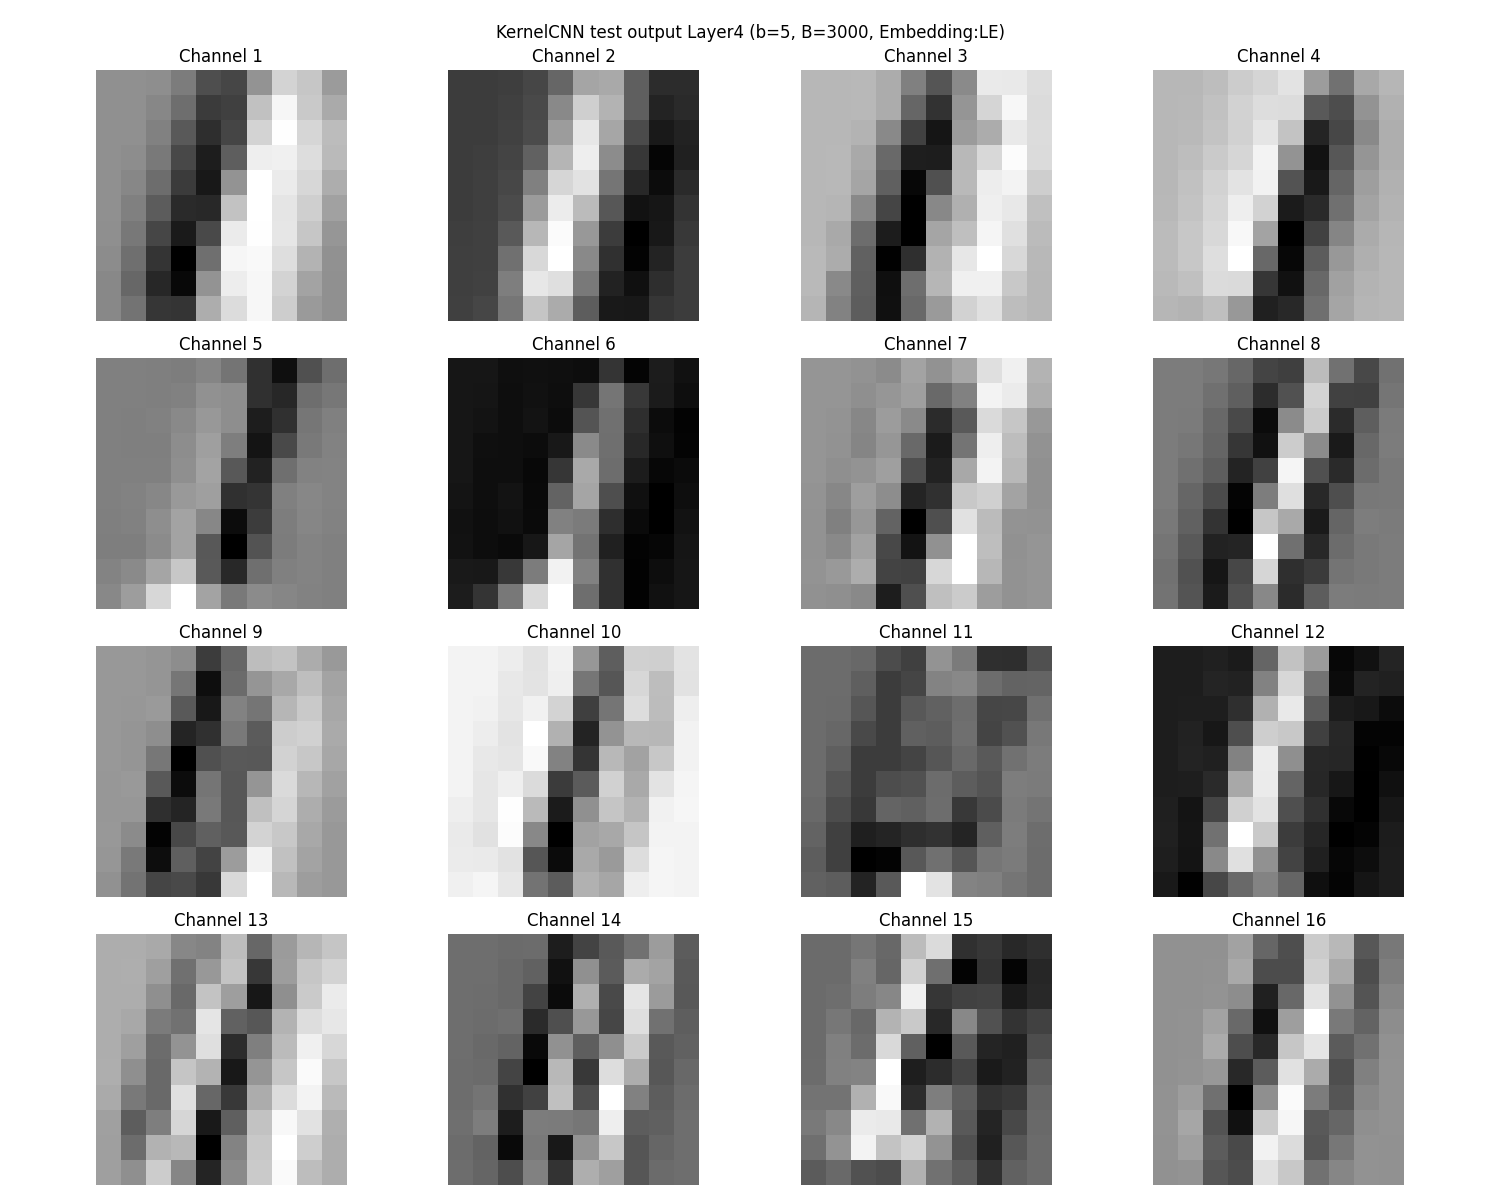 KernelCNN test output Layer4 (b=5, B=3000, Embedding:LE)
Channel 1 Channel 2 Channel 3 Channel 4
Channel 5 Channel 6 Channel 7 Channel 8
Channel 9 Channel 10 Channel 11 Channel 12
Channel 13 Channel 14 Channel 15 Channel 16